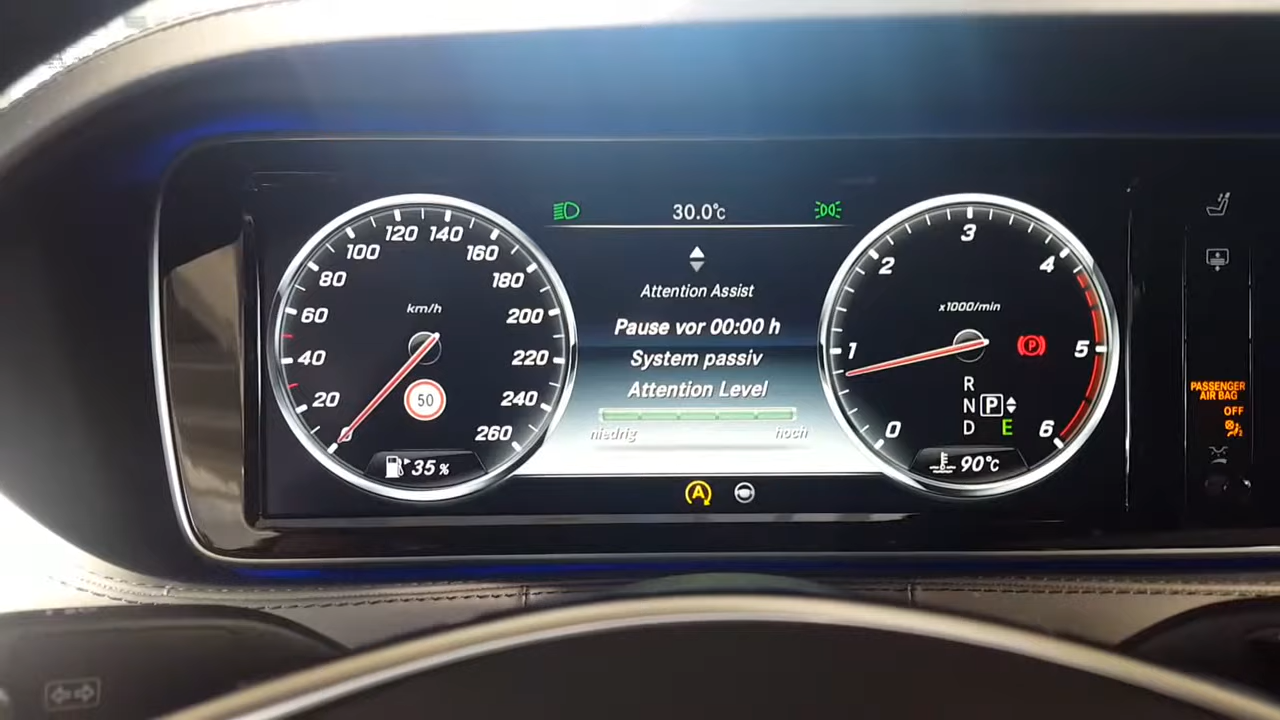 30.0°C
Attention Assist
Pause vor 00:00 h
System passiv
Attention Level
niedrig hoch
km/h
20
40
60
80
100
120
140
160
180
200
220
240
260
50
35 %
x1000/min
0
1
2
3
4
5
6
P
R
N P
D E
90°C
A
PASSENGER
AIR BAG
OFF